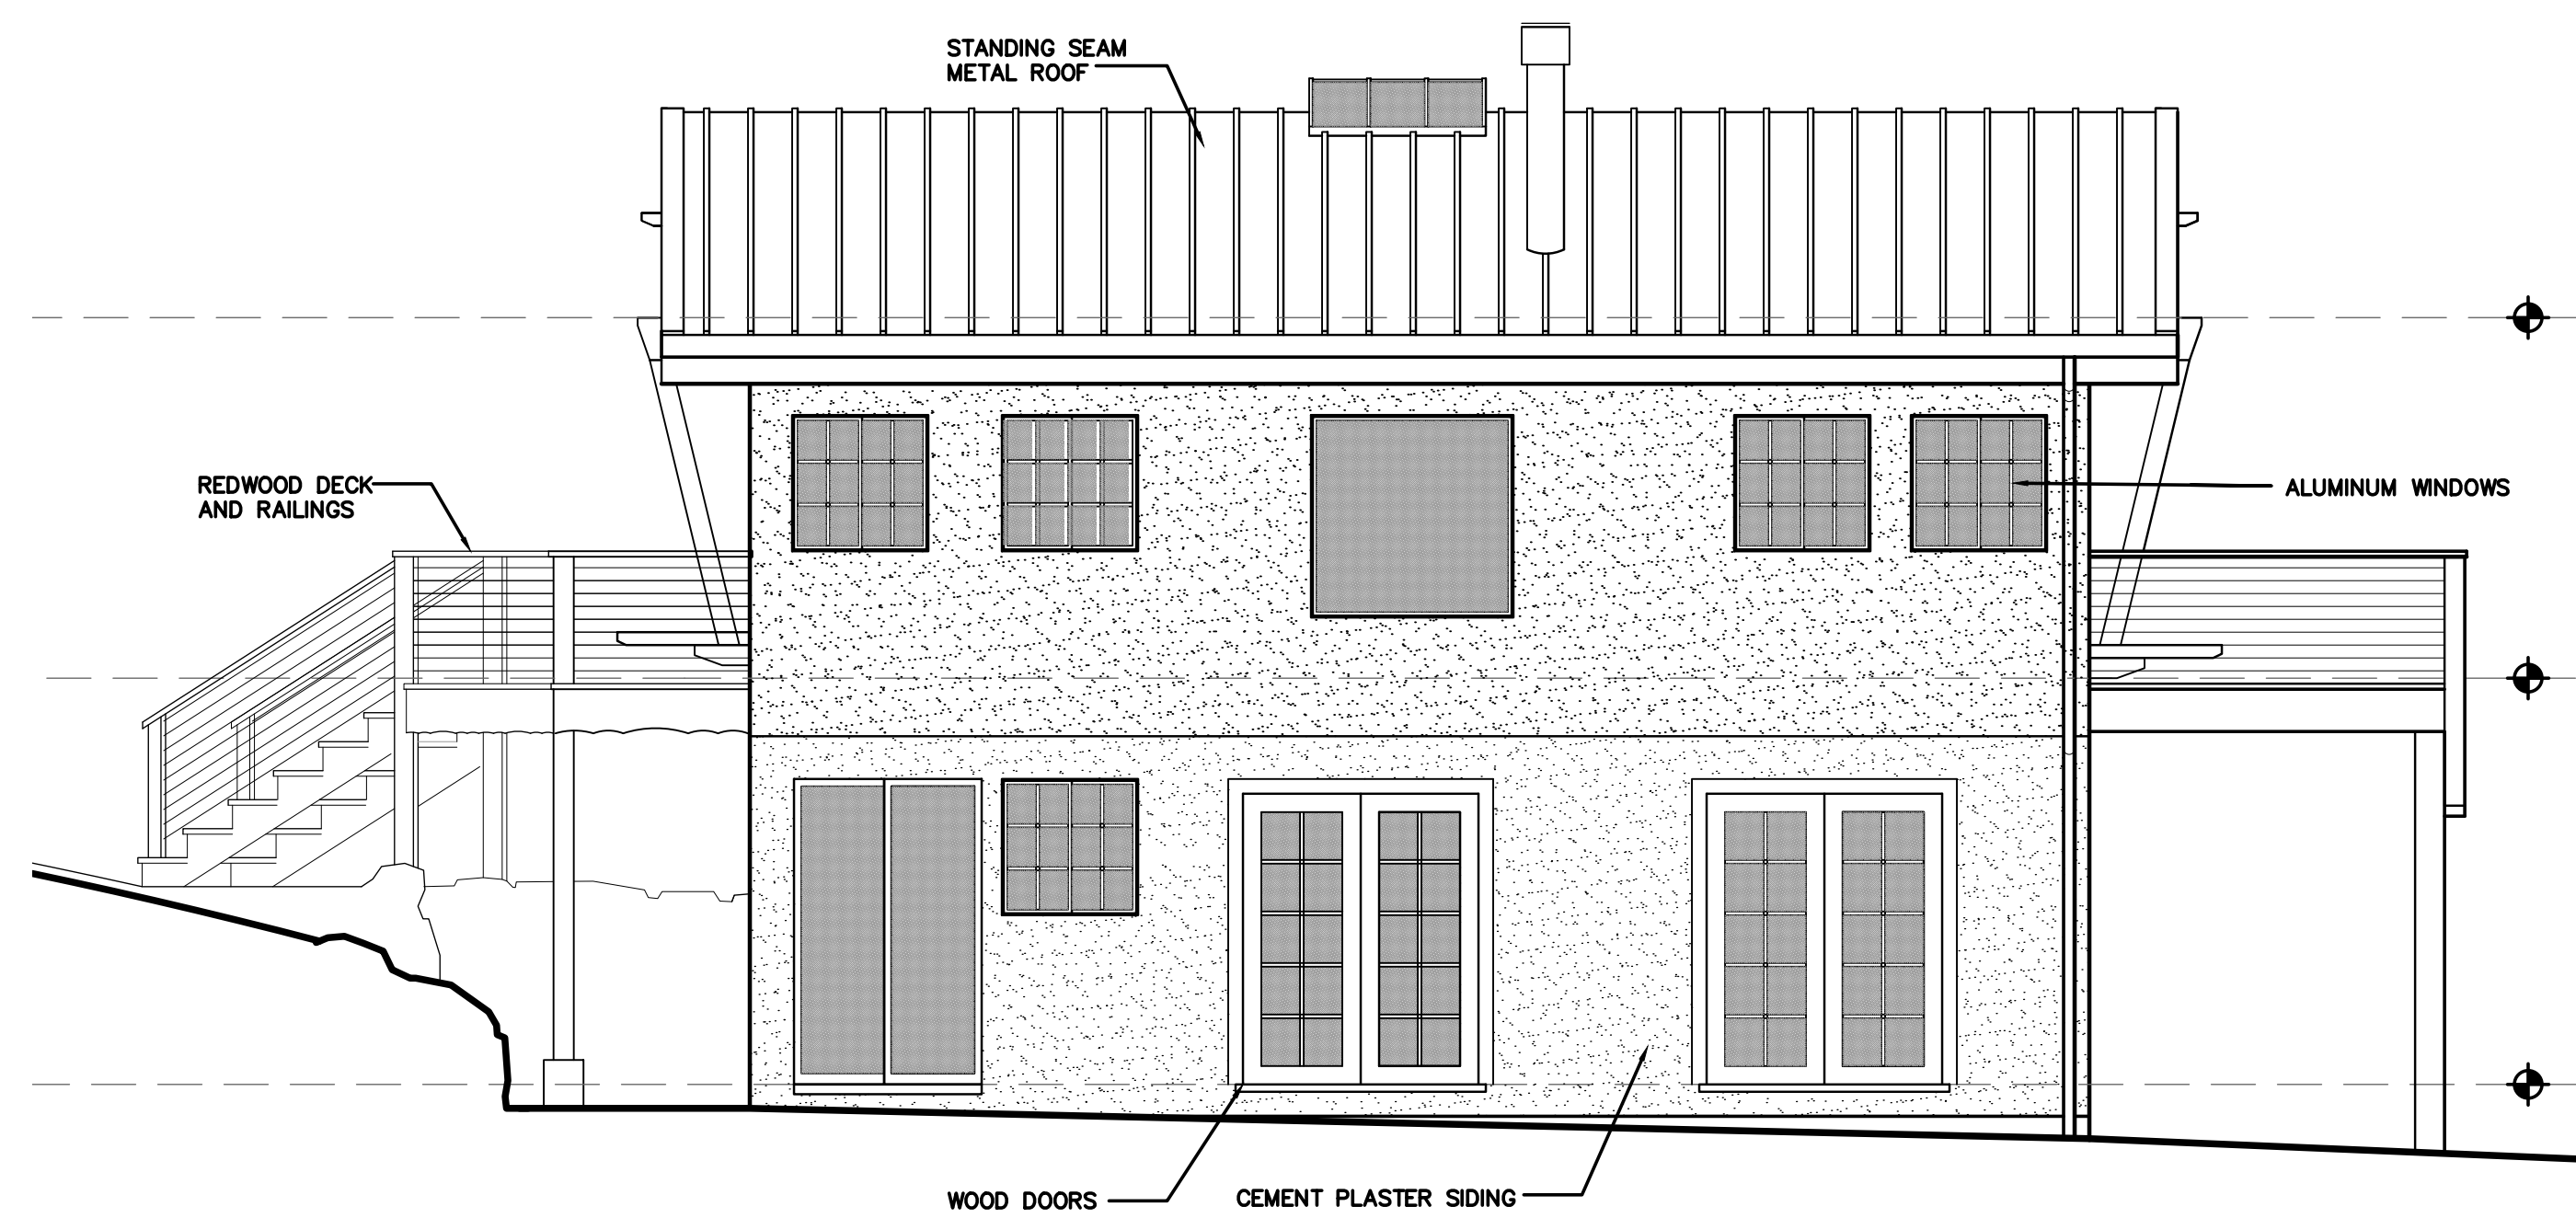 STANDING SEAM
METAL ROOF
REDWOOD DECK
AND RAILINGS
ALUMINUM WINDOWS
WOOD DOORS
CEMENT PLASTER SIDING